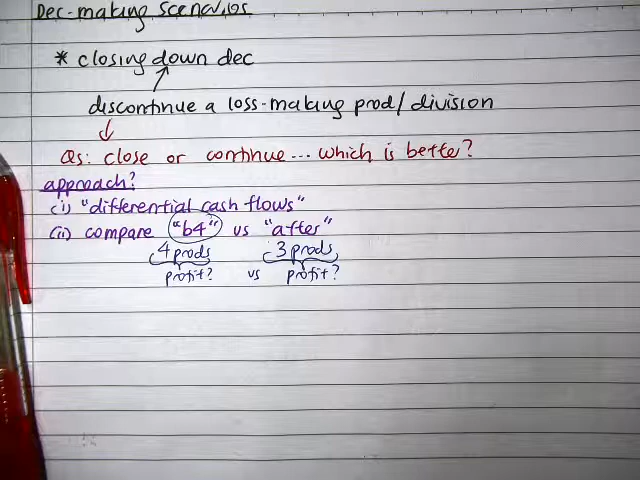 Dec-making Scenarios
* closing down dec
discontinue a loss-making prod/division
Qs: close or continue... which is better?
approach?
(i) "differential cash flows"
(ii) compare "b4" vs "after"
4 prods 3 prods
profit? vs profit?